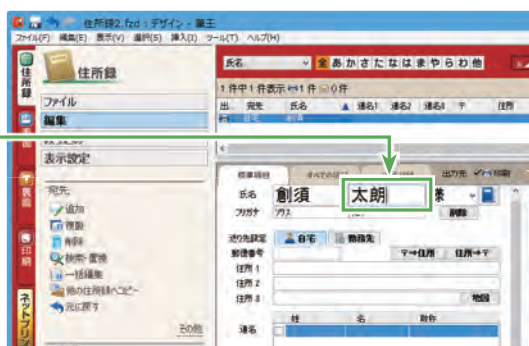 住所録2.fzd : デザイン - 筆王
ファイル(F) 編集(E) 表示(V) 選択(S) 挿入(I) ツール(T) ヘルプ(H)
住所録
住所録
氏名
全 あ か さ た な は ま や ら わ 他
1 件中 1 件表示 1 件 0 件
出.. 宛先 氏名 連名1 連名2 連名3 〒 住所
ファイル
編集
自宅 創須
表示設定
裏面
標準項目 すべての
出力先 印刷
宛先
氏名 創須 太朗 様
追加
フリガナ ソウス
削除
複製
削除
送り先設定 自宅 勤務先
検索・置換
郵便番号 〒→住所 住所→〒
一括編集
住所 1
他の住所録へコピー
住所 2
元に戻す
住所 3 地図
印刷
その他
姓 名 敬称
連名
ネットプリン